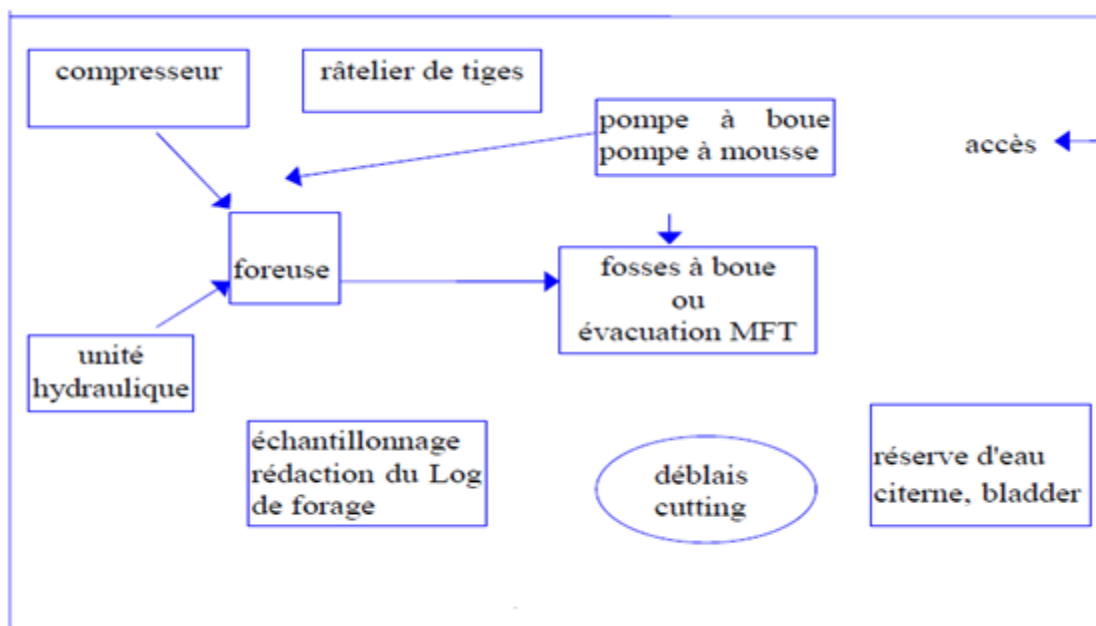 compresseur
râtelier de tiges
pompe à boue
pompe à mousse
accès
foreuse
fosses à boue
ou
évacuation MFT
unité
hydraulique
échantillonnage
rédaction du Log
de forage
déblais
cutting
réserve d'eau
citerne, bladder